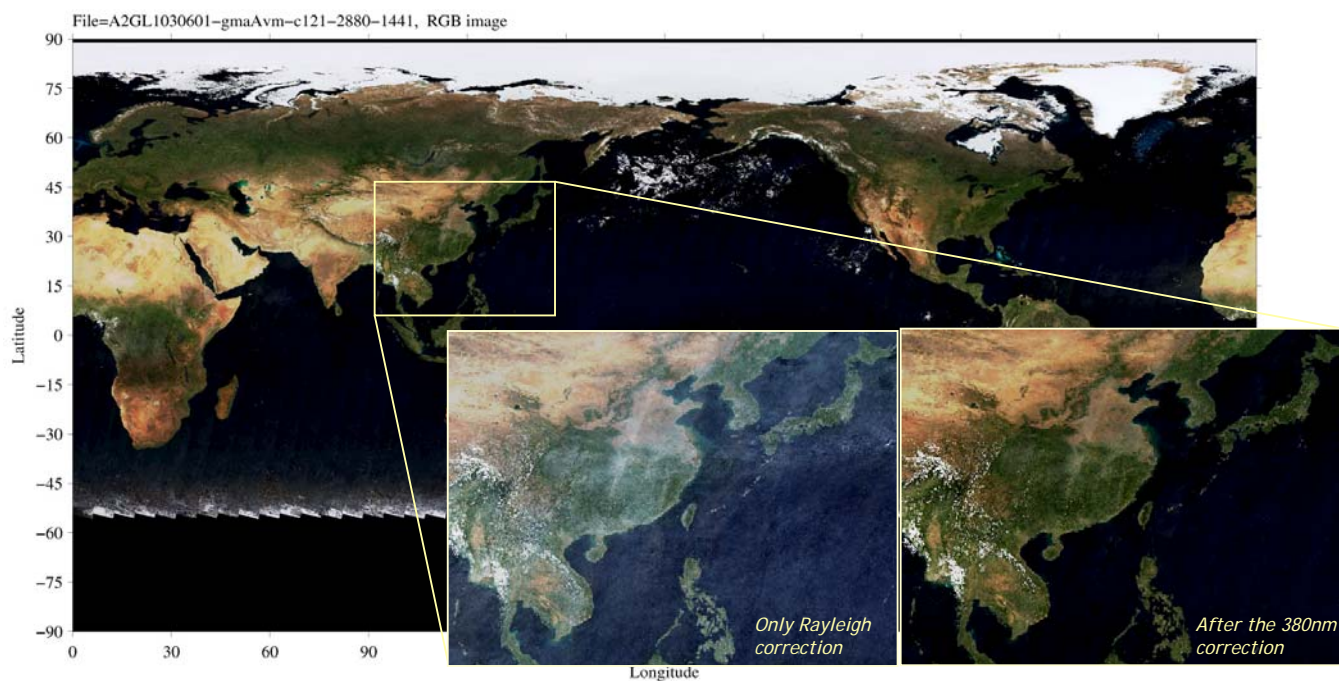 File=A2GL1030601-gmaAvm-c121-2880-1441, RGB image
90
75
60
45
30
15
0
−15
−30
−45
−60
−75
−90
Latitude
0
30
60
90
Longitude
Only Rayleigh
correction
After the 380nm
correction